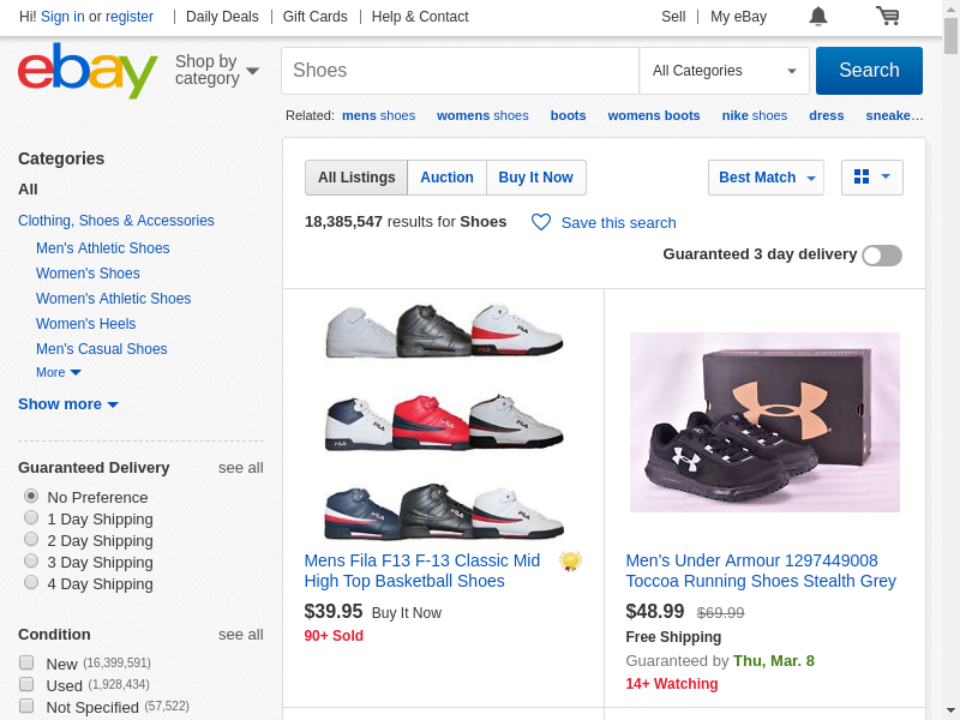 Hi! Sign in or register | Daily Deals | Gift Cards | Help & Contact Sell | My eBay
ebay
Shop by category
Shoes
All Categories
Search
Related: mens shoes womens shoes boots womens boots nike shoes dress sneake...
Categories
All
Clothing, Shoes & Accessories
Men's Athletic Shoes
Women's Shoes
Women's Athletic Shoes
Women's Heels
Men's Casual Shoes
More
Show more
Guaranteed Delivery see all
No Preference
1 Day Shipping
2 Day Shipping
3 Day Shipping
4 Day Shipping
Condition see all
New (16,399,591)
Used (1,928,434)
Not Specified (57,522)
All Listings Auction Buy It Now
Best Match
18,385,547 results for Shoes Save this search
Guaranteed 3 day delivery
Mens Fila F13 F-13 Classic Mid
High Top Basketball Shoes
$39.95 Buy It Now
90+ Sold
Men's Under Armour 1297449008
Toccoa Running Shoes Stealth Grey
$48.99 $69.99
Free Shipping
Guaranteed by Thu, Mar. 8
14+ Watching